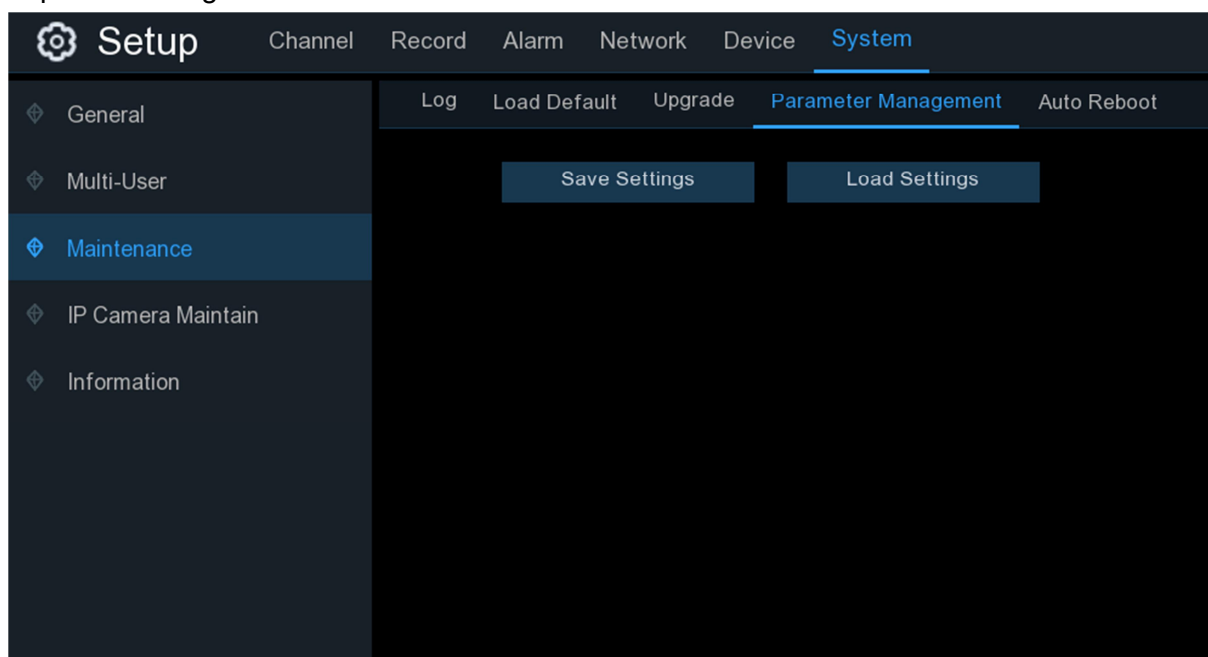 Setup Channel Record Alarm Network Device System
General
Log Load Default Upgrade Parameter Management Auto Reboot
Multi-User
Save Settings Load Settings
Maintenance
IP Camera Maintain
Information